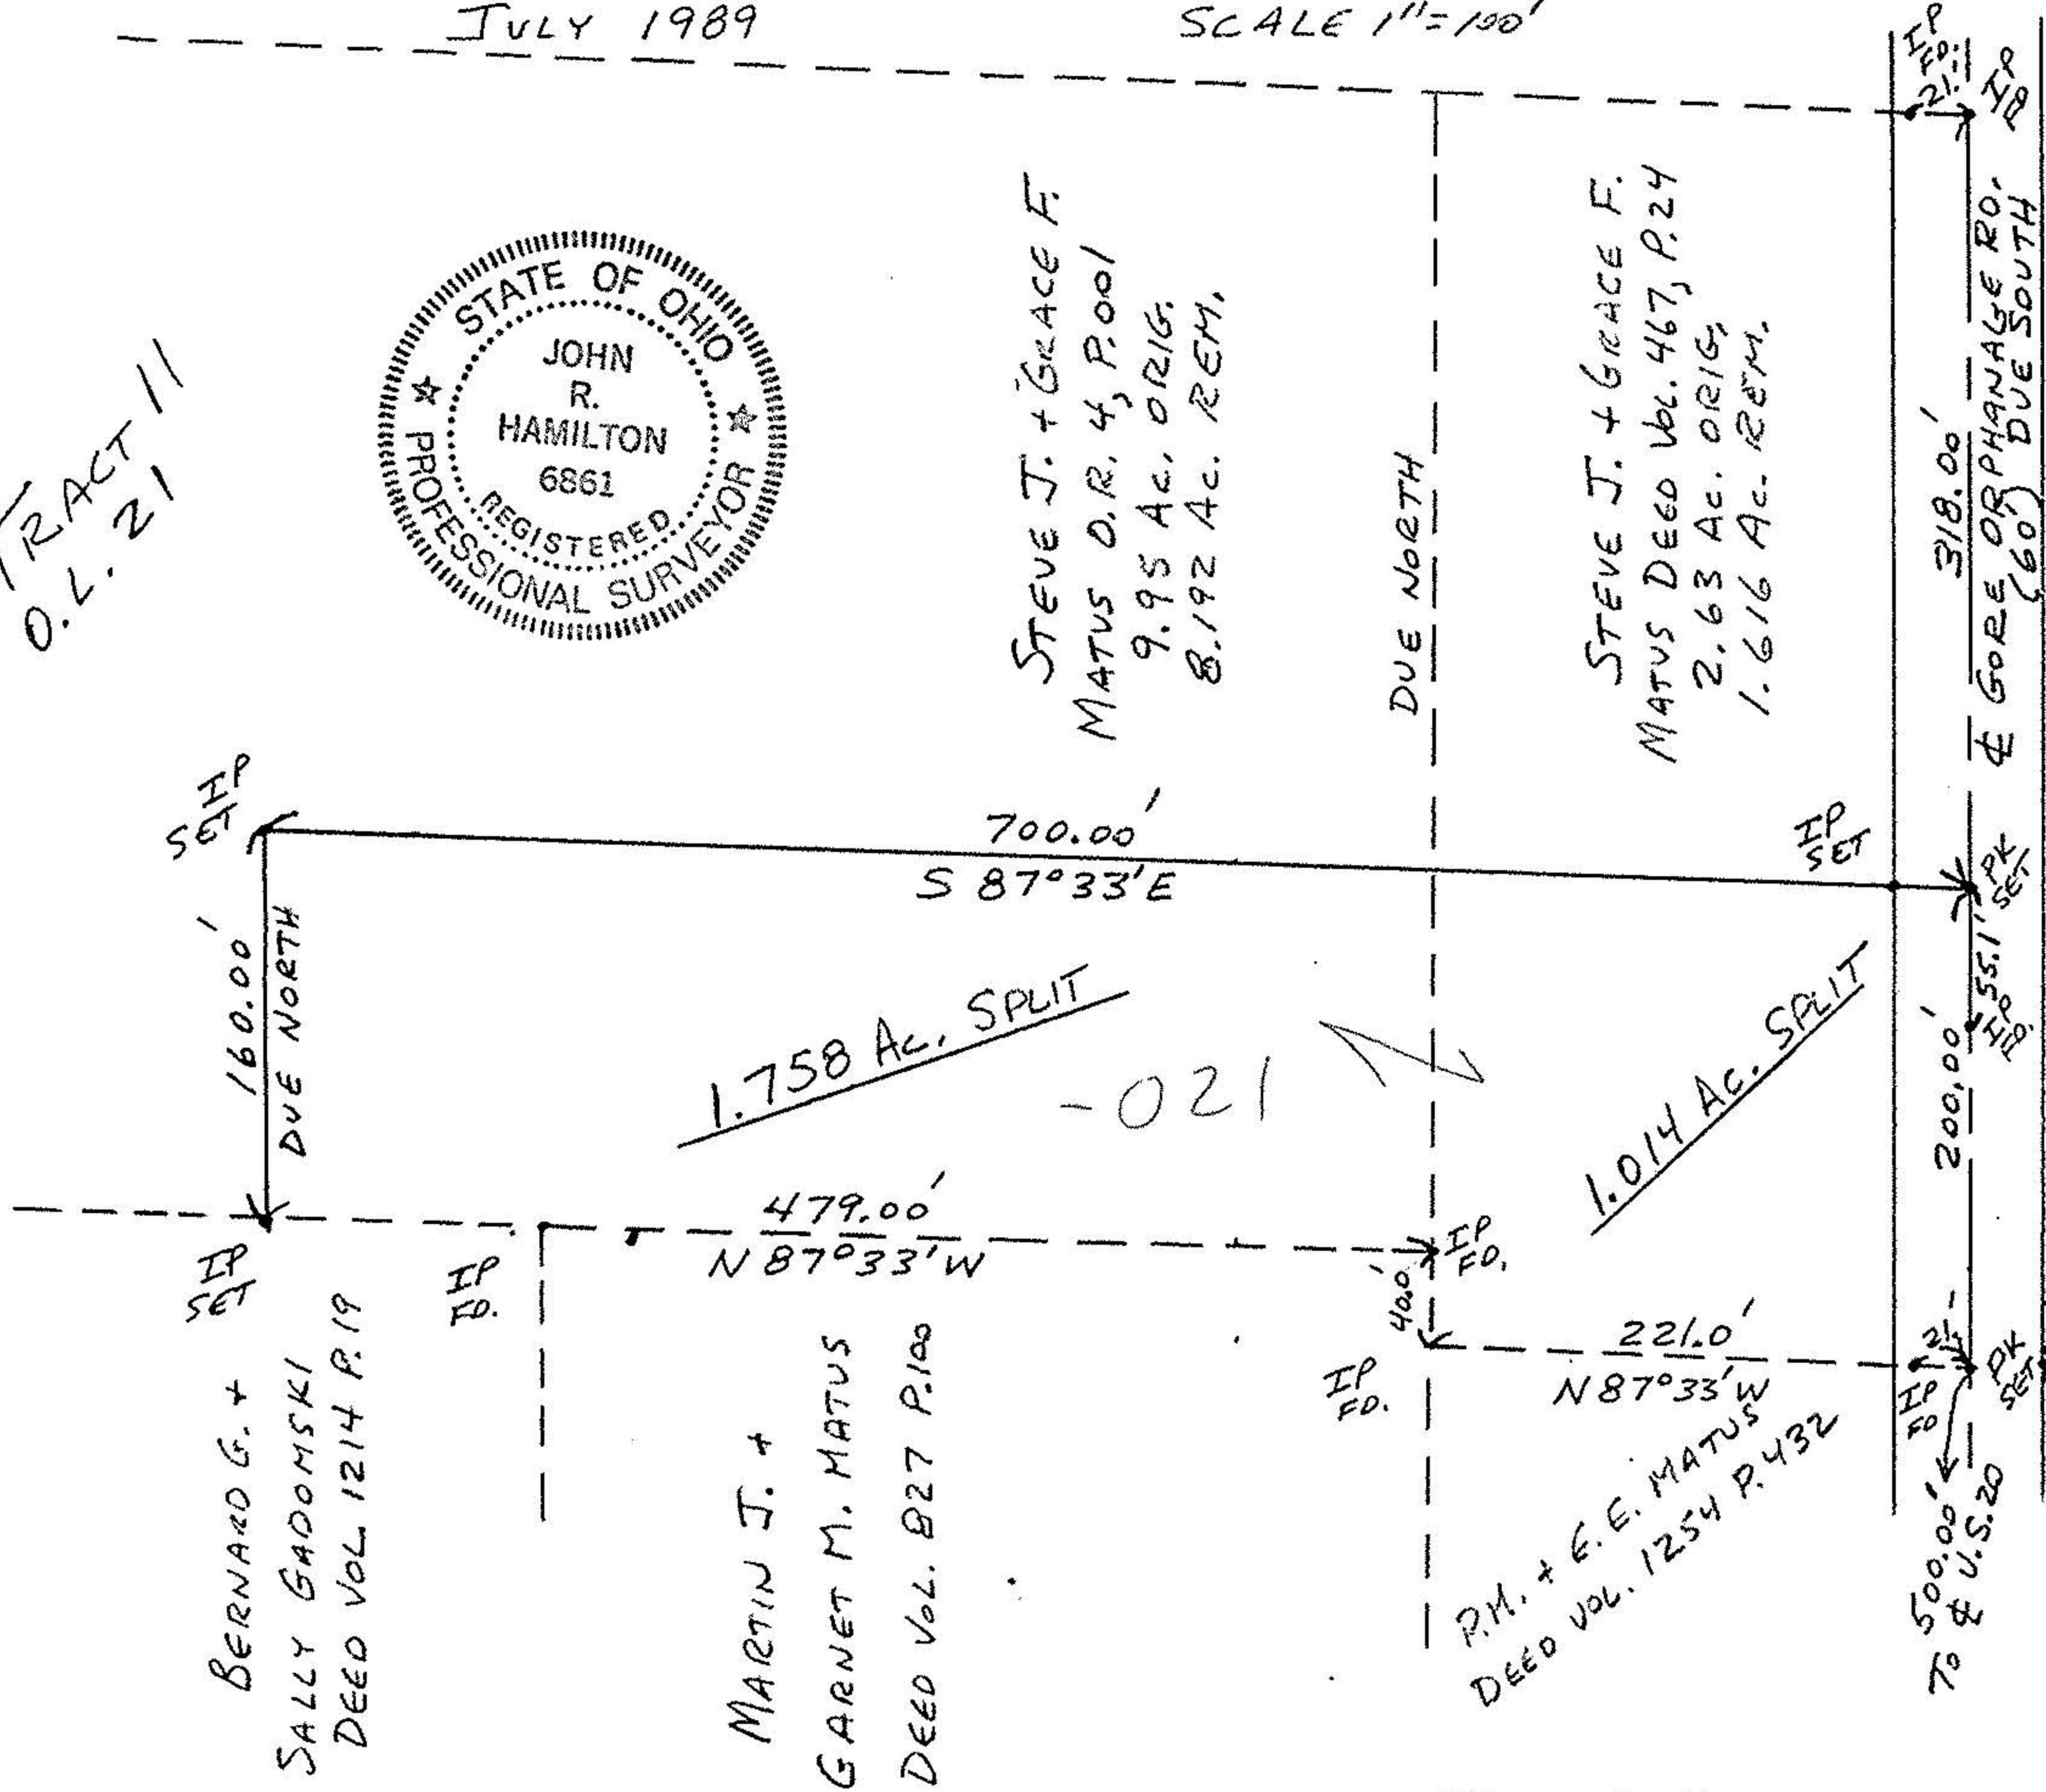 JULY 1989
SCALE 1"=100'
TRACT 11
O.L. 21
STATE OF OHIO
JOHN
R.
HAMILTON
6861
REGISTERED
PROFESSIONAL SURVEYOR
STEVE J. + GRACE F.
MATUS O.R. 4, P.001
9.95 Ac. ORIG.
8.192 Ac. REM.
DUE NORTH
STEVE J. + GRACE F.
MATUS DEED VOL. 467, P.24
2.63 Ac. ORIG.
1.616 Ac. REM.
IP
FD.
21.
IP
FD
318.00'
℄ GORE ORPHANAGE RD.
(60') DUE SOUTH
IP
SET
700.00'
S 87°33'E
IP
SET
PK
SET
55.1'
IP
FD.
160.00'
DUE NORTH
1.758 Ac. SPLIT
-021
1.014 Ac. SPLIT
200.00'
IP
SET
IP
FD.
479.00'
N 87°33'W
IP
FD.
40.0'
IP
FD.
221.0'
N 87°33'W
21.
IP
FD
PK
SET
BERNARD G. +
SALLY GADOMSKI
DEED VOL. 1214 P.19
MARTIN J. +
GARNET M. MATUS
DEED VOL. 827 P.100
P.M. + E.E. MATUS
DEED VOL. 1254 P.432
500.00'
TO ℄ U.S.20